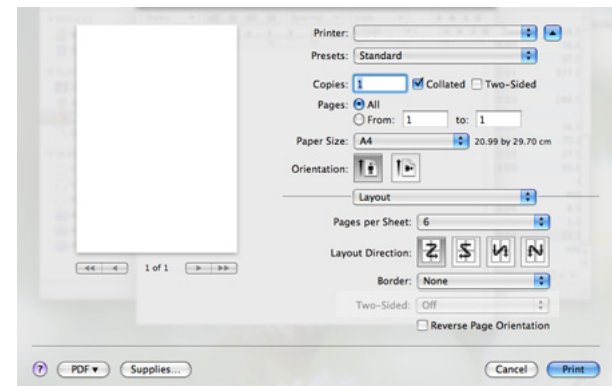 Printer:
Presets: Standard
Copies: 1 Collated Two-Sided
Pages: All
From: 1 to: 1
Paper Size: A4 20.99 by 29.70 cm
Orientation:
Layout
Pages per Sheet: 6
Layout Direction:
1 of 1
Border: None
Two-Sided: Off
Reverse Page Orientation
? PDF Supplies... Cancel Print